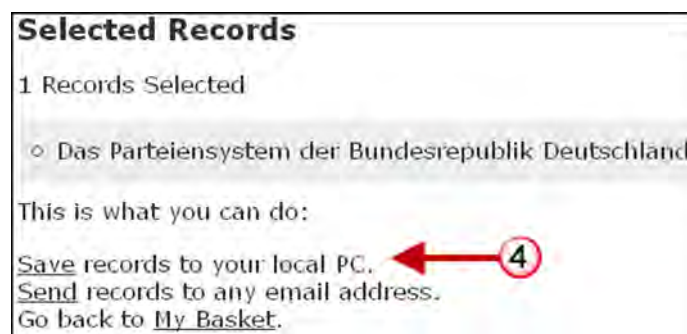 Selected Records
1 Records Selected
○ Das Parteiensystem der Bundesrepublik Deutschland
This is what you can do:
Save records to your local PC.
4
Send records to any email address.
Go back to My Basket.